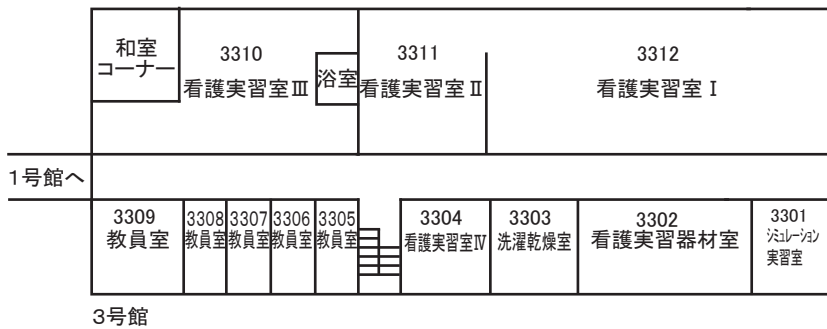 和室
コーナー
3310
看護実習室Ⅲ
浴室
3311
看護実習室Ⅱ
3312
看護実習室Ⅰ
1号館へ
3309
教員室
3308
教員室
3307
教員室
3306
教員室
3305
教員室
3304
看護実習室Ⅳ
3303
洗濯乾燥室
3302
看護実習器材室
3301
シミュレーション
実習室
3号館